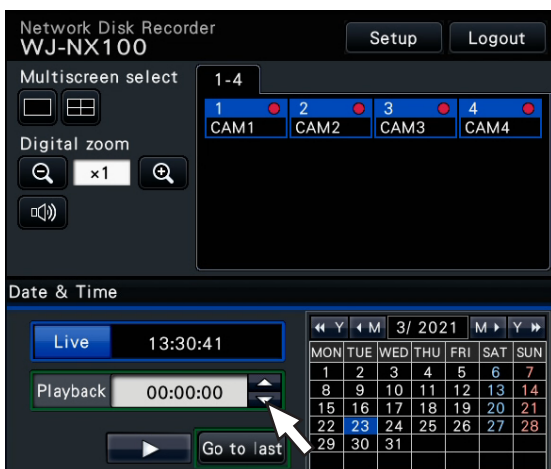 Network Disk Recorder
WJ-NX100
Setup
Logout
Multiscreen select
1-4
1 2 3 4
CAM1 CAM2 CAM3 CAM4
Digital zoom
×1
Date & Time
Live 13:30:41
Playback 00:00:00
Go to last
Y M 3/ 2021 M Y
MON TUE WED THU FRI SAT SUN
1 2 3 4 5 6 7
8 9 10 11 12 13 14
15 16 17 18 19 20 21
22 23 24 25 26 27 28
29 30 31